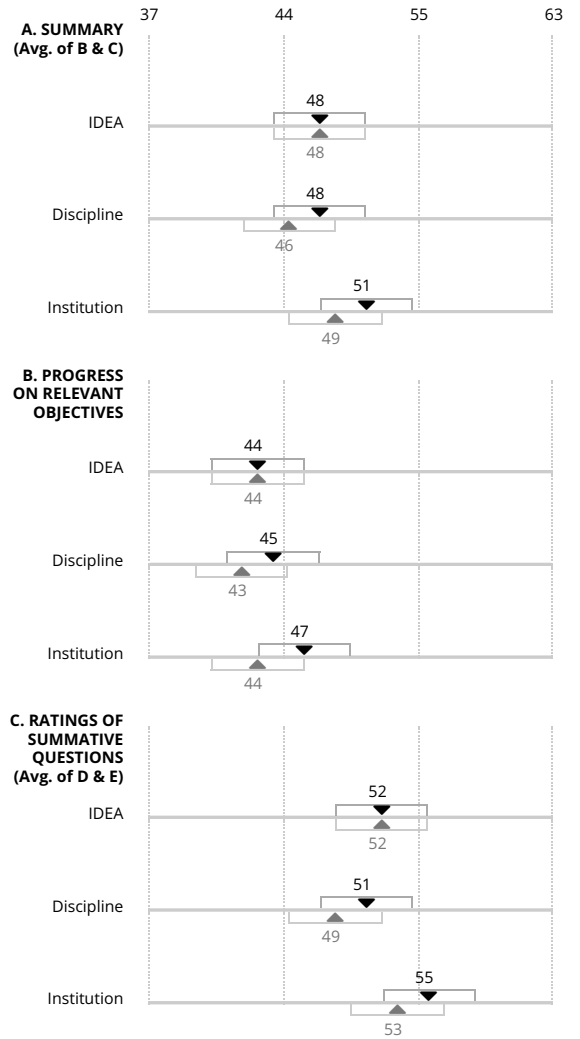 37 44 55 63
A. SUMMARY
(Avg. of B & C)
48
IDEA
48
48
Discipline
46
51
Institution
49
B. PROGRESS
ON RELEVANT
OBJECTIVES
44
IDEA
44
45
Discipline
43
47
Institution
44
C. RATINGS OF
SUMMATIVE
QUESTIONS
(Avg. of D & E)
52
IDEA
52
51
Discipline
49
55
Institution
53